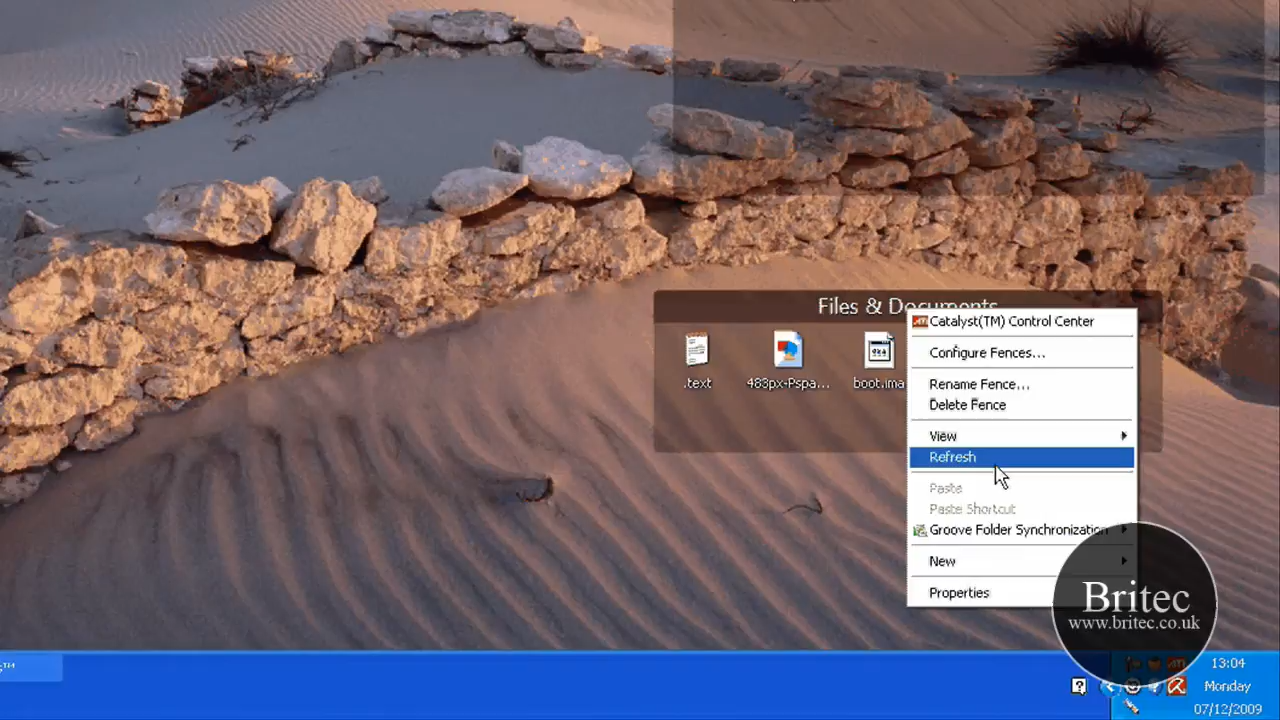 Files & Documents
.text
483px-Pspa...
boot.ima
Catalyst(TM) Control Center
Configure Fences...
Rename Fence...
Delete Fence
View
Refresh
Paste
Paste Shortcut
Groove Folder Synchronization
New
Properties
Britec
www.britec.co.uk
13:04
Monday
07/12/2009